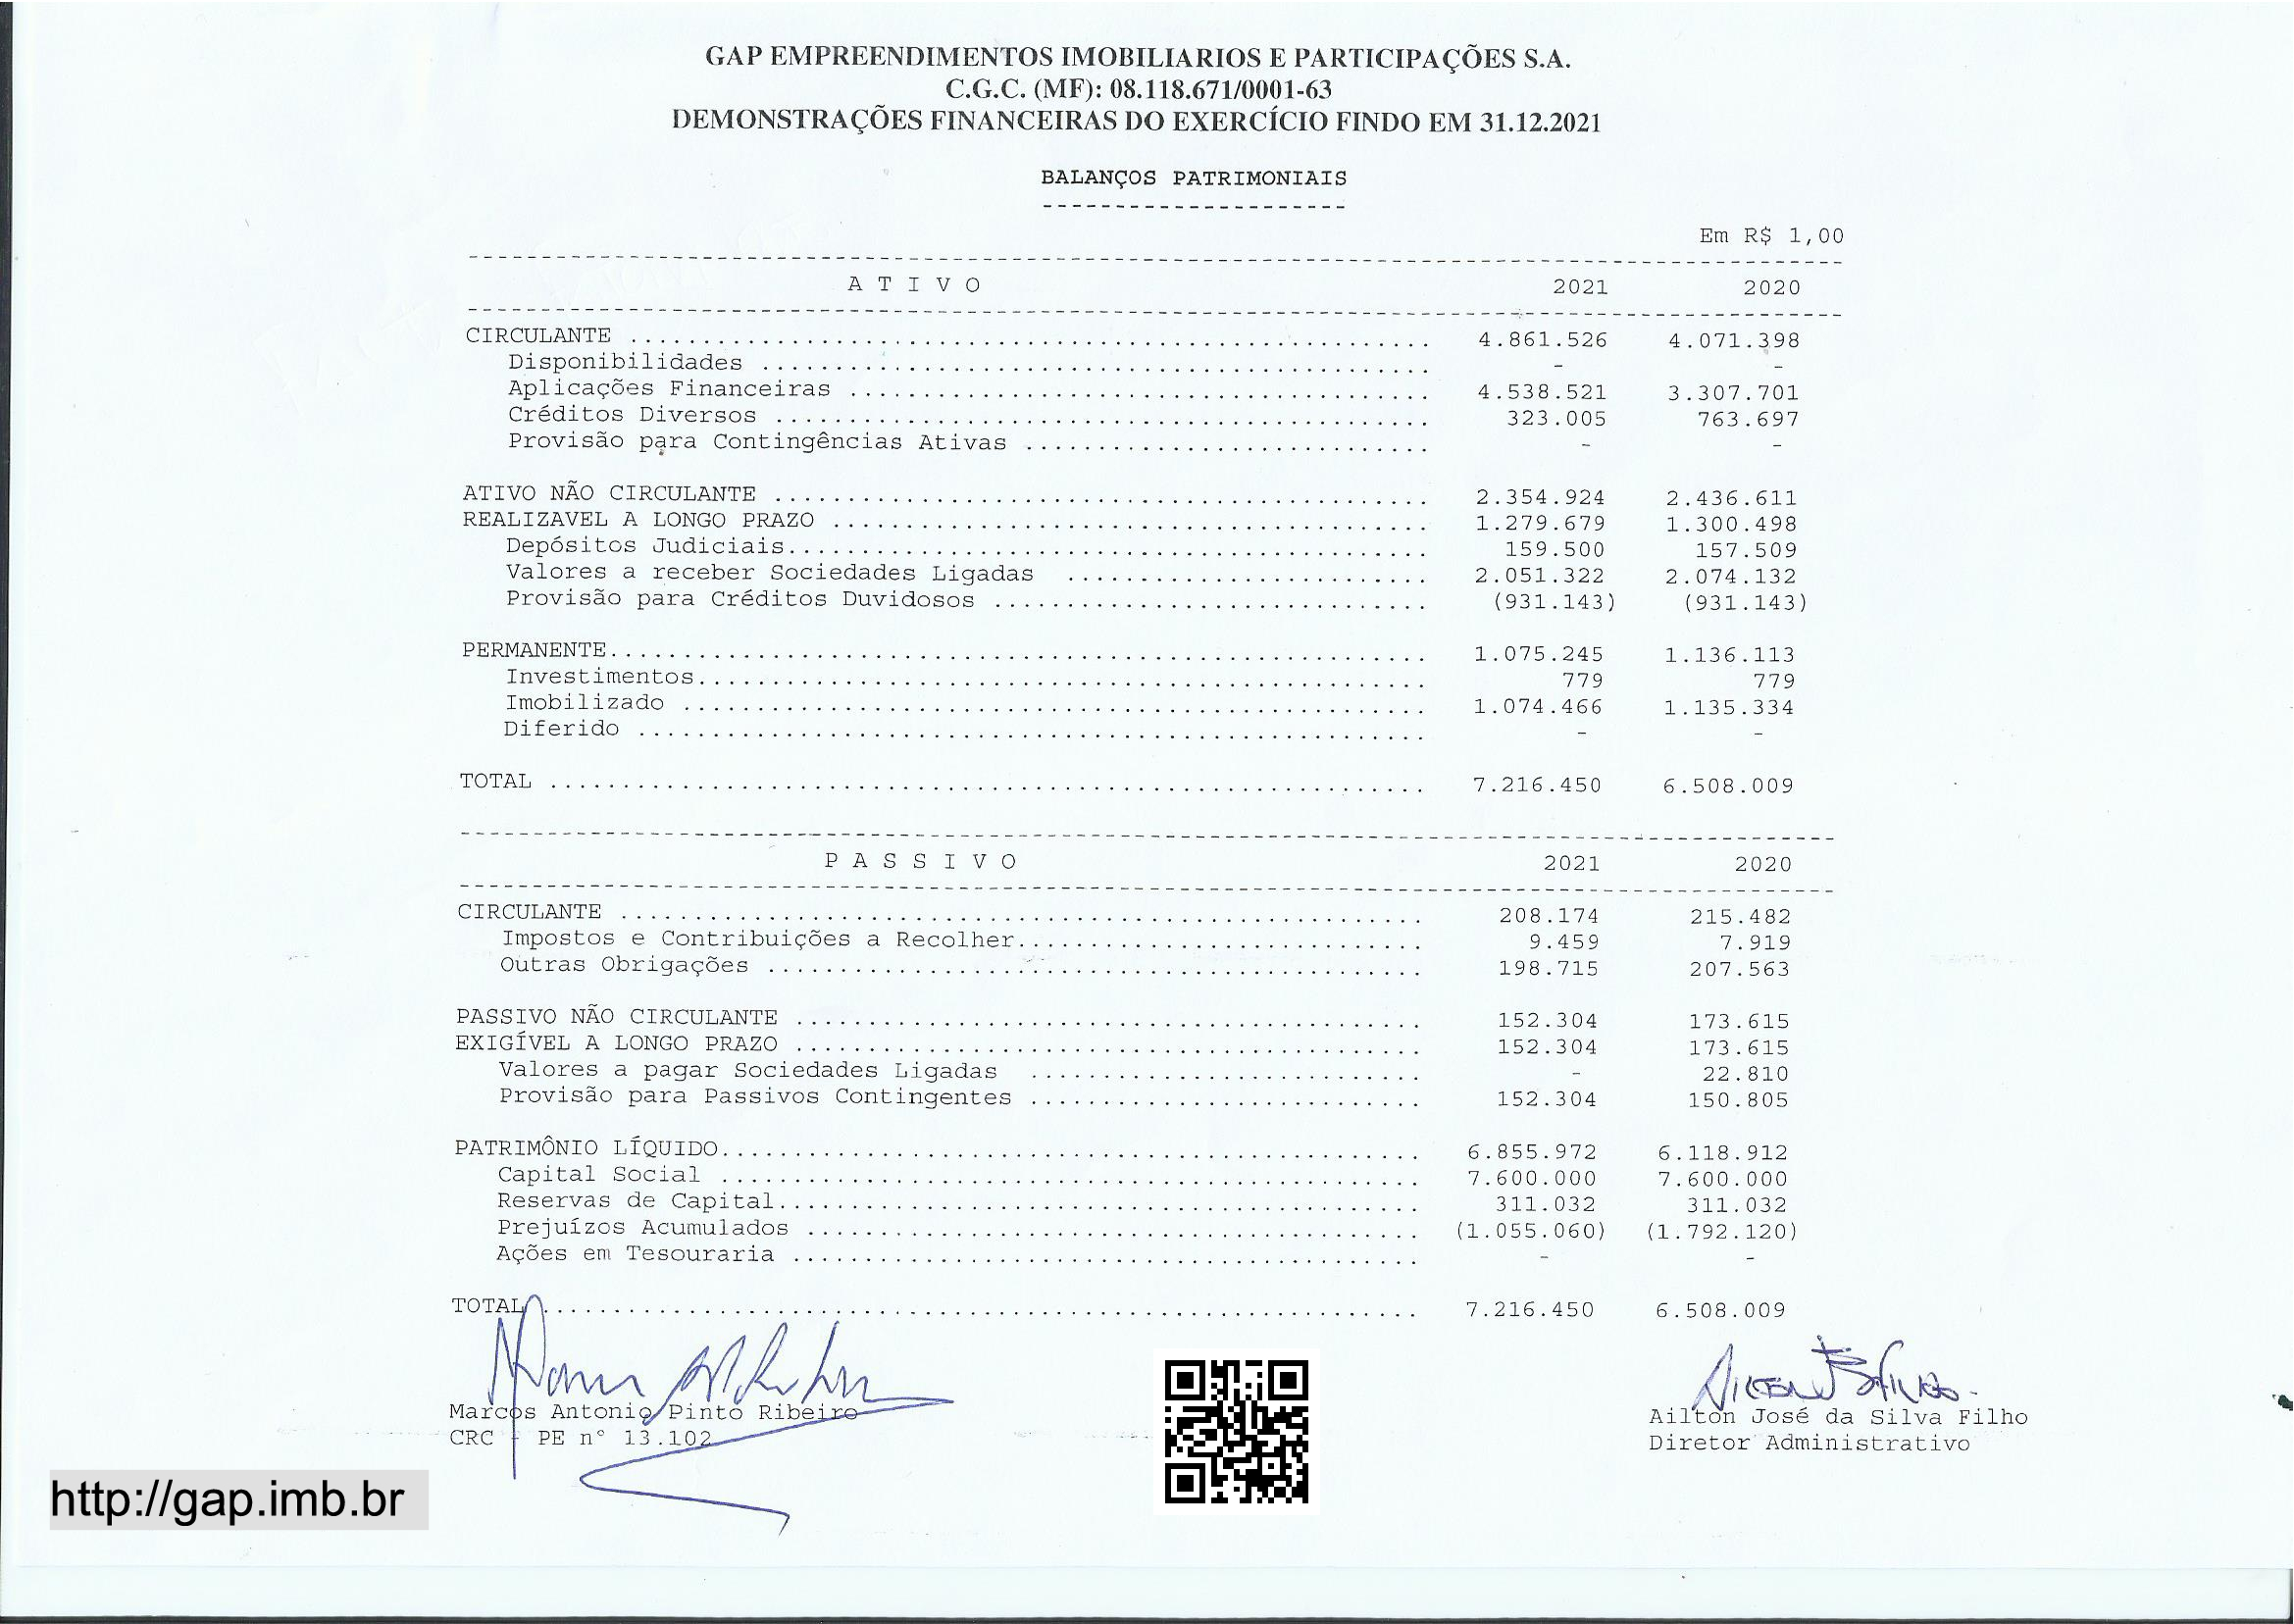 GAP EMPREENDIMENTOS IMOBILIARIOS E PARTICIPAÇÕES S.A.
C.G.C. (MF): 08.118.671/0001-63
DEMONSTRAÇÕES FINANCEIRAS DO EXERCÍCIO FINDO EM 31.12.2021
BALANÇOS PATRIMONIAIS
Em R$ 1,00
A T I V O 2021 2020
CIRCULANTE 4.861.526 4.071.398
Disponibilidades - -
Aplicações Financeiras 4.538.521 3.307.701
Créditos Diversos 323.005 763.697
Provisão para Contingências Ativas - -
ATIVO NÃO CIRCULANTE 2.354.924 2.436.611
REALIZAVEL A LONGO PRAZO 1.279.679 1.300.498
Depósitos Judiciais 159.500 157.509
Valores a receber Sociedades Ligadas 2.051.322 2.074.132
Provisão para Créditos Duvidosos (931.143) (931.143)
PERMANENTE 1.075.245 1.136.113
Investimentos 779 779
Imobilizado 1.074.466 1.135.334
Diferido - -
TOTAL 7.216.450 6.508.009
P A S S I V O 2021 2020
CIRCULANTE 208.174 215.482
Impostos e Contribuições a Recolher 9.459 7.919
Outras Obrigações 198.715 207.563
PASSIVO NÃO CIRCULANTE 152.304 173.615
EXIGÍVEL A LONGO PRAZO 152.304 173.615
Valores a pagar Sociedades Ligadas - 22.810
Provisão para Passivos Contingentes 152.304 150.805
PATRIMÔNIO LÍQUIDO 6.855.972 6.118.912
Capital Social 7.600.000 7.600.000
Reservas de Capital 311.032 311.032
Prejuízos Acumulados (1.055.060) (1.792.120)
Ações em Tesouraria - -
TOTAL 7.216.450 6.508.009
Marcos Antonio Pinto Ribeiro
CRC - PE n° 13.102
Ailton José da Silva Filho
Diretor Administrativo
http://gap.imb.br